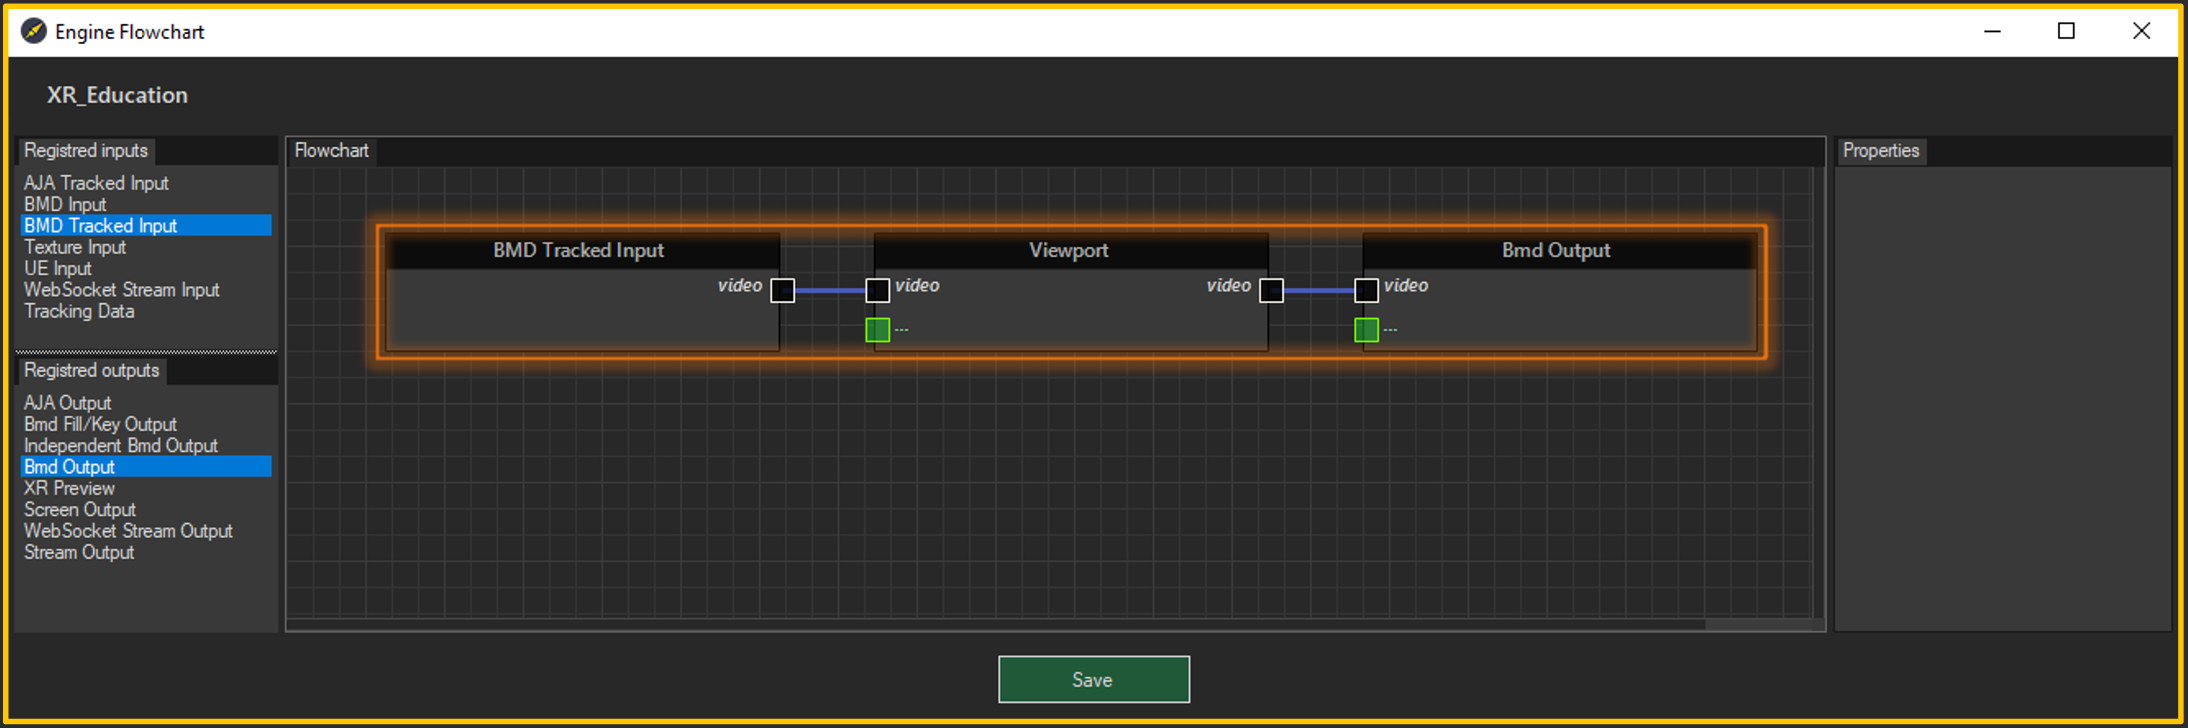 Engine Flowchart
XR_Education
Registred inputs
AJA Tracked Input
BMD Input
BMD Tracked Input
Texture Input
UE Input
WebSocket Stream Input
Tracking Data
Registred outputs
AJA Output
Bmd Fill/Key Output
Independent Bmd Output
Bmd Output
XR Preview
Screen Output
WebSocket Stream Output
Stream Output
Flowchart
BMD Tracked Input
video
Viewport
video
video
---
Bmd Output
video
---
Properties
Save